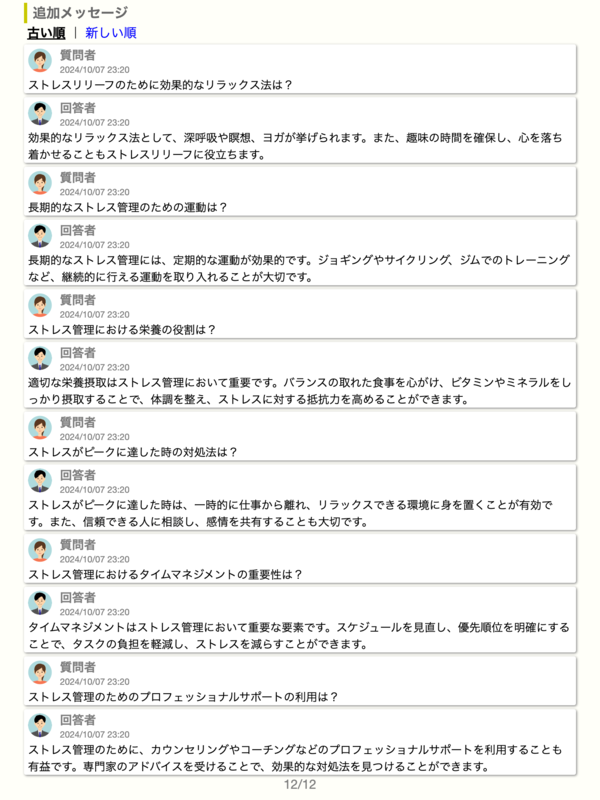 追加メッセージ
古い順 | 新しい順
質問者
2024/10/07 23:20
ストレスリリーフのために効果的なリラックス法は？
回答者
2024/10/07 23:20
効果的なリラックス法として、深呼吸や瞑想、ヨガが挙げられます。また、趣味の時間を確保し、心を落ち
着かせることもストレスリリーフに役立ちます。
質問者
2024/10/07 23:20
長期的なストレス管理のための運動は？
回答者
2024/10/07 23:20
長期的なストレス管理には、定期的な運動が効果的です。ジョギングやサイクリング、ジムでのトレーニング
など、継続的に行える運動を取り入れることが大切です。
質問者
2024/10/07 23:20
ストレス管理における栄養の役割は？
回答者
2024/10/07 23:20
適切な栄養摂取はストレス管理において重要です。バランスの取れた食事を心がけ、ビタミンやミネラルをし
っかり摂取することで、体調を整え、ストレスに対する抵抗力を高めることができます。
質問者
2024/10/07 23:20
ストレスがピークに達した時の対処法は？
回答者
2024/10/07 23:20
ストレスがピークに達した時は、一時的に仕事から離れ、リラックスできる環境に身を置くことが有効で
す。また、信頼できる人に相談し、感情を共有することも大切です。
質問者
2024/10/07 23:20
ストレス管理におけるタイムマネジメントの重要性は？
回答者
2024/10/07 23:20
タイムマネジメントはストレス管理において重要な要素です。スケジュールを見直し、優先順位を明確にする
ことで、タスクの負担を軽減し、ストレスを減らすことができます。
質問者
2024/10/07 23:20
ストレス管理のためのプロフェッショナルサポートの利用は？
回答者
2024/10/07 23:20
ストレス管理のために、カウンセリングやコーチングなどのプロフェッショナルサポートを利用することも
有益です。専門家のアドバイスを受けることで、効果的な対処法を見つけることができます。
12/12